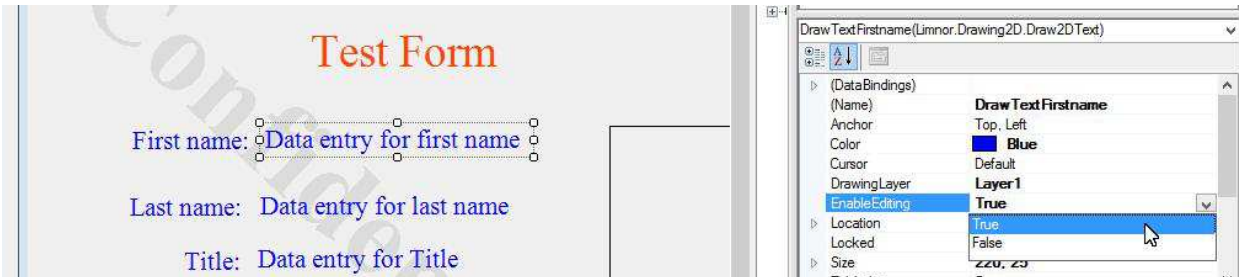 Confiden
Test Form
First name: Data entry for first name
Last name: Data entry for last name
Title: Data entry for Title
DrawTextFirstname(Limnor.Drawing2D.Draw2DText)
(DataBindings)
(Name) DrawTextFirstname
Anchor Top, Left
Color Blue
Cursor Default
DrawingLayer Layer1
EnableEditing True
Location True
Locked False
Size 220, 25